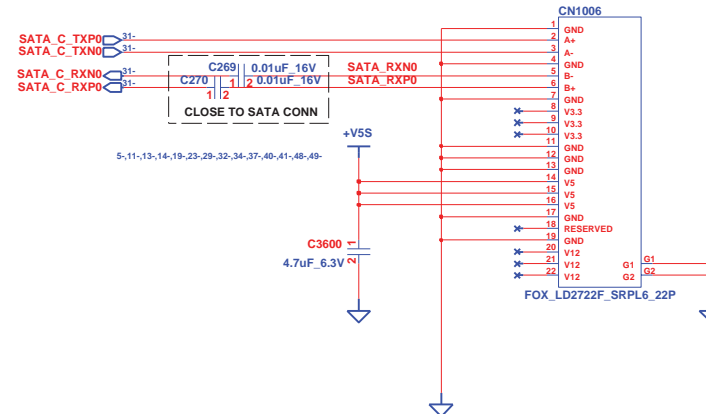 CN1006
SATA_C_TXP0 31- 1 GND
SATA_C_TXN0 31- 2 A+
3 A-
C269 0.01uF_16V SATA_RXN0 4 GND
SATA_C_RXN0 31- 5 B-
SATA_C_RXP0 31- C270 1 2 0.01uF_16V SATA_RXP0 6 B+
1 2 7 GND
CLOSE TO SATA CONN 8 V3.3
9 V3.3
+V5S 10 V3.3
11 GND
5-,11-,13-,14-,19-,23-,29-,32-,34-,37-,40-,41-,48-,49- 12 GND
13 GND
14 V5
15 V5
16 V5
17 GND
18 RESERVED
C3600 1 19 GND
20 V12
4.7uF_6.3V 2 21 V12 G1 G1
22 V12 G2 G2
FOX_LD2722F_SRPL6_22P